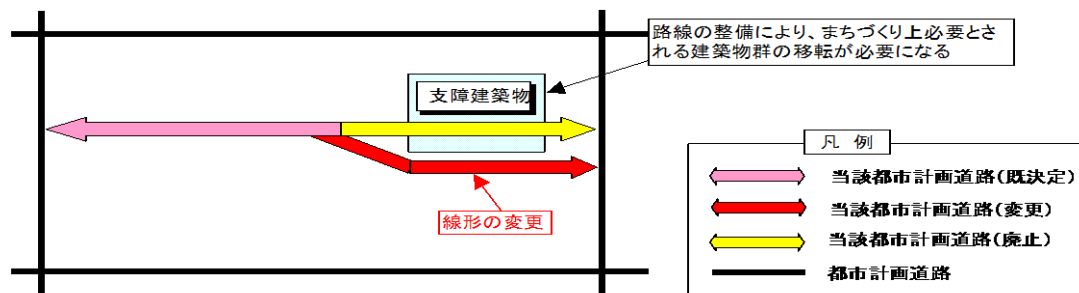 路線の整備により、まちづくり上必要とさ
れる建築物群の移転が必要になる
支障建築物
線形の変更
凡 例
当該都市計画道路(既決定)
当該都市計画道路(変更)
当該都市計画道路(廃止)
都市計画道路